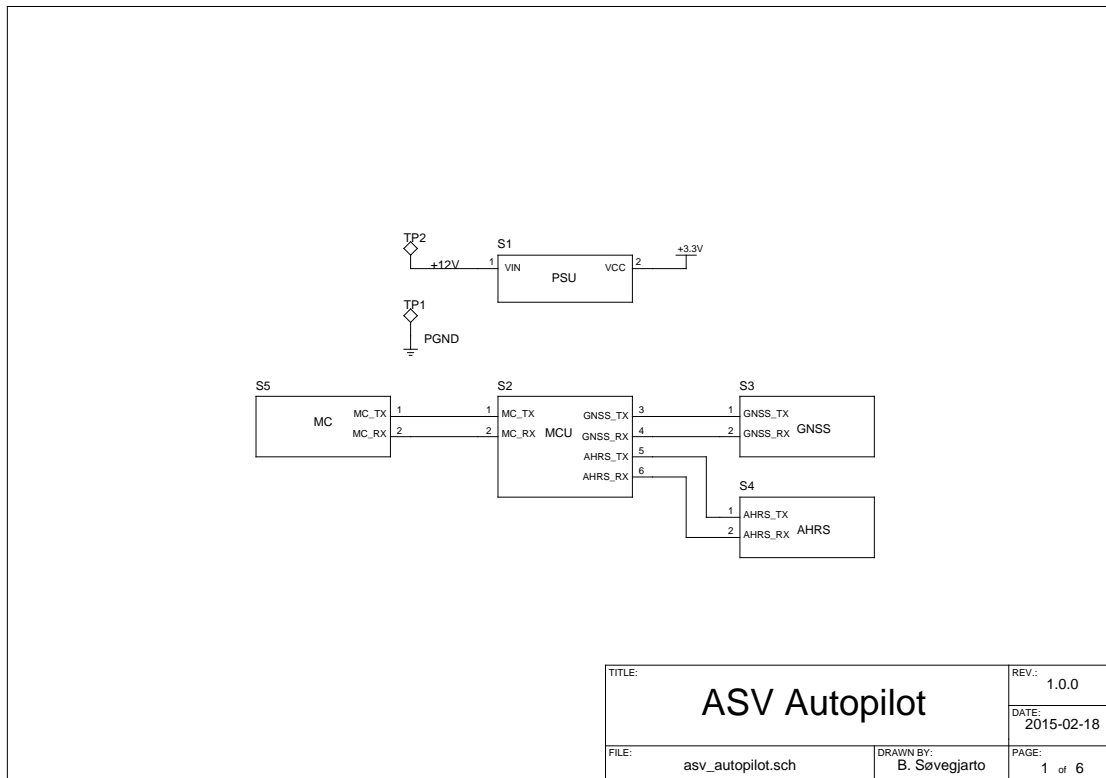 TP2
+12V
S1
1 VIN
PSU
VCC 2
+3.3V
TP1
PGND
S5
MC
MC_TX 1
MC_RX 2
S2
1 MC_TX
2 MC_RX
MCU
GNSS_TX 3
GNSS_RX 4
AHRS_TX 5
AHRS_RX 6
S3
1 GNSS_TX
2 GNSS_RX
GNSS
S4
1 AHRS_TX
2 AHRS_RX
AHRS
TITLE:
ASV Autopilot
REV.:
1.0.0
DATE:
2015-02-18
FILE:
asv_autopilot.sch
DRAWN BY:
B. Søvegjarto
PAGE:
1 of 6